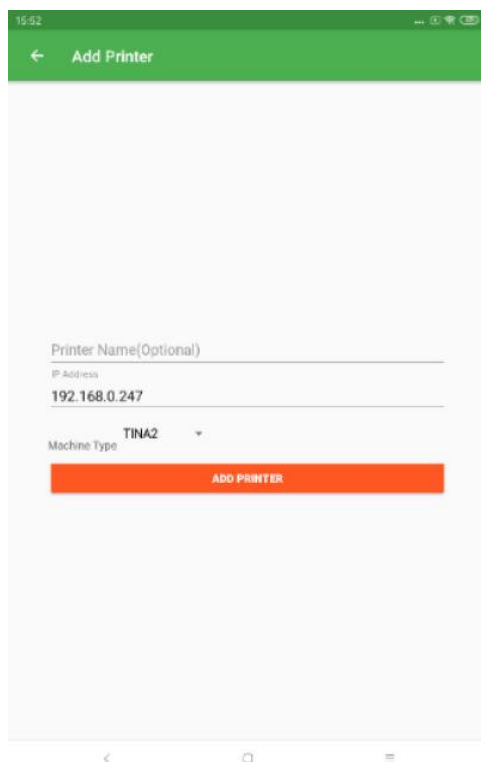 15:52
Add Printer
Printer Name(Optional)
IP Address
192.168.0.247
Machine Type TINA2
ADD PRINTER